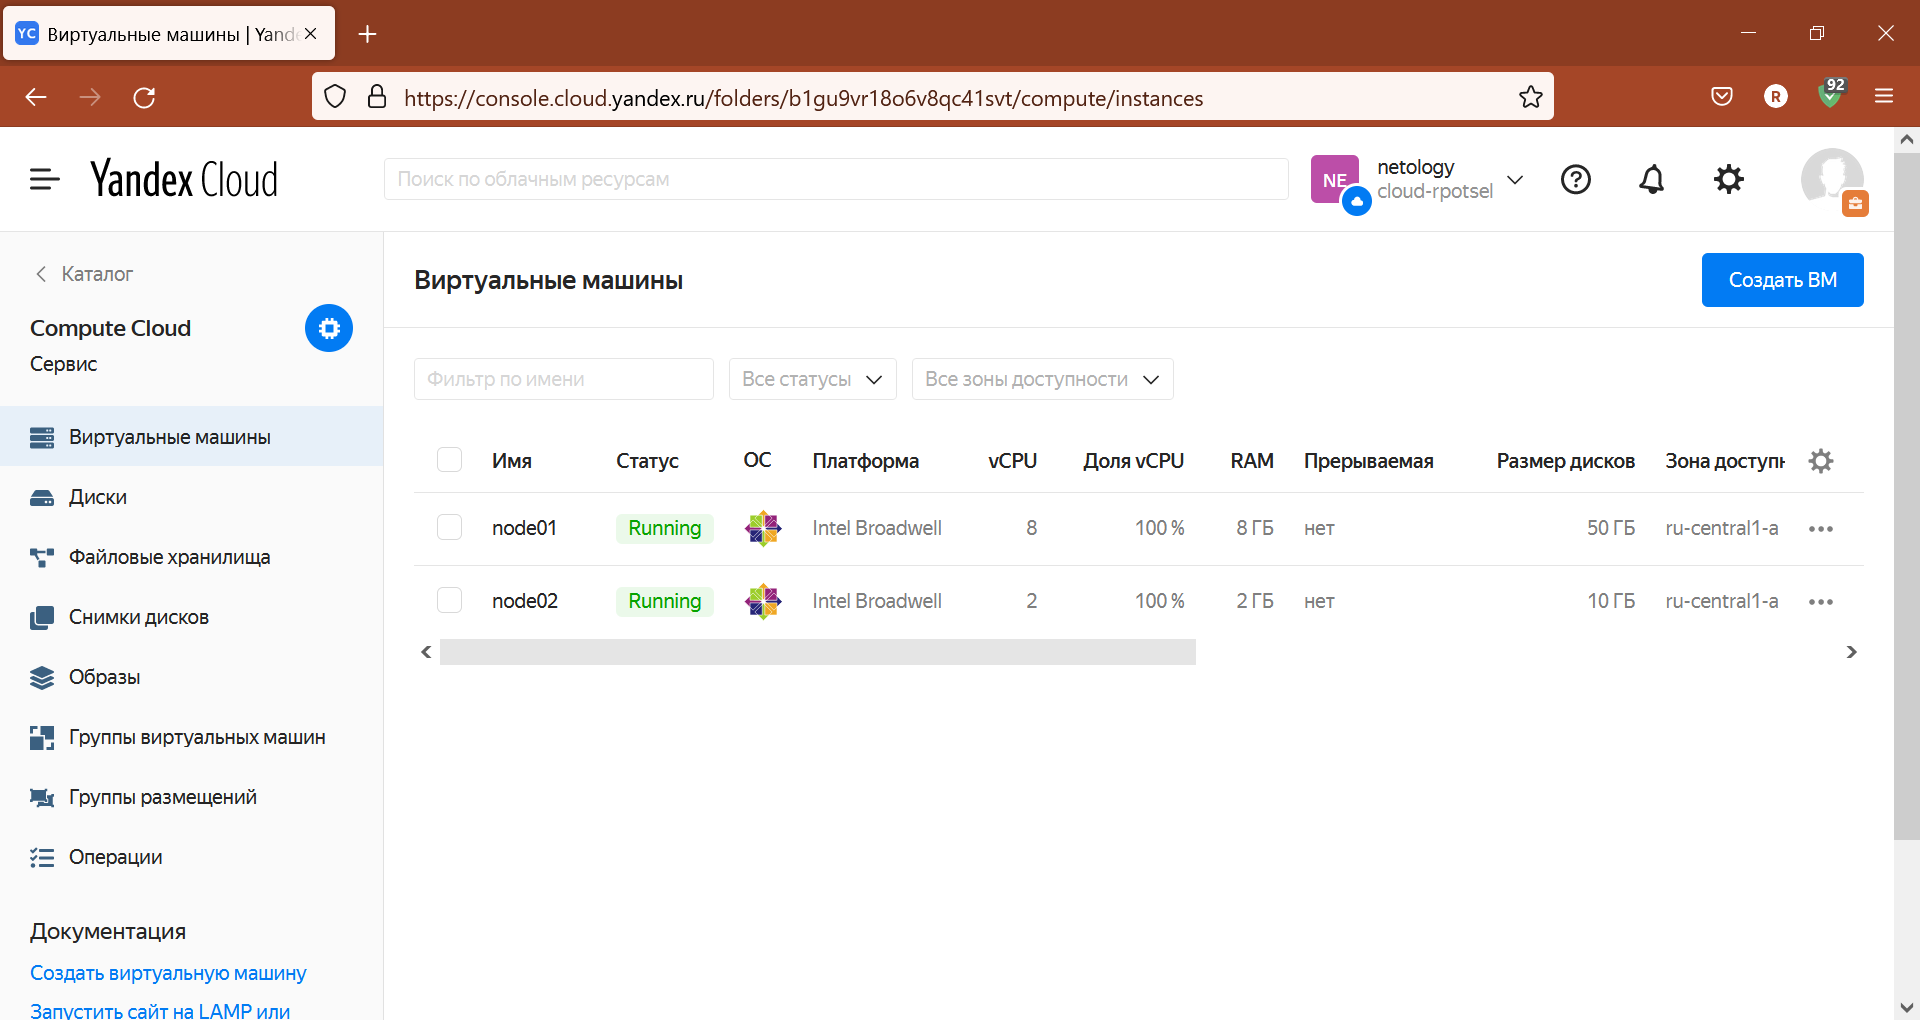 YC Виртуальные машины | Yande
https://console.cloud.yandex.ru/folders/b1gu9vr18o6v8qc41svt/compute/instances
R
92
Yandex Cloud
Поиск по облачным ресурсам
NE
netology
cloud-rpotsel
Каталог
Compute Cloud
Сервис
Виртуальные машины
Диски
Файловые хранилища
Снимки дисков
Образы
Группы виртуальных машин
Группы размещений
Операции
Документация
Создать виртуальную машину
Запустить сайт на LAMP или
Виртуальные машины
Создать ВМ
Фильтр по имени
Все статусы
Все зоны доступности
Имя Статус ОС Платформа vCPU Доля vCPU RAM Прерываемая Размер дисков Зона доступн
node01 Running Intel Broadwell 8 100 % 8 ГБ нет 50 ГБ ru-central1-a
node02 Running Intel Broadwell 2 100 % 2 ГБ нет 10 ГБ ru-central1-a